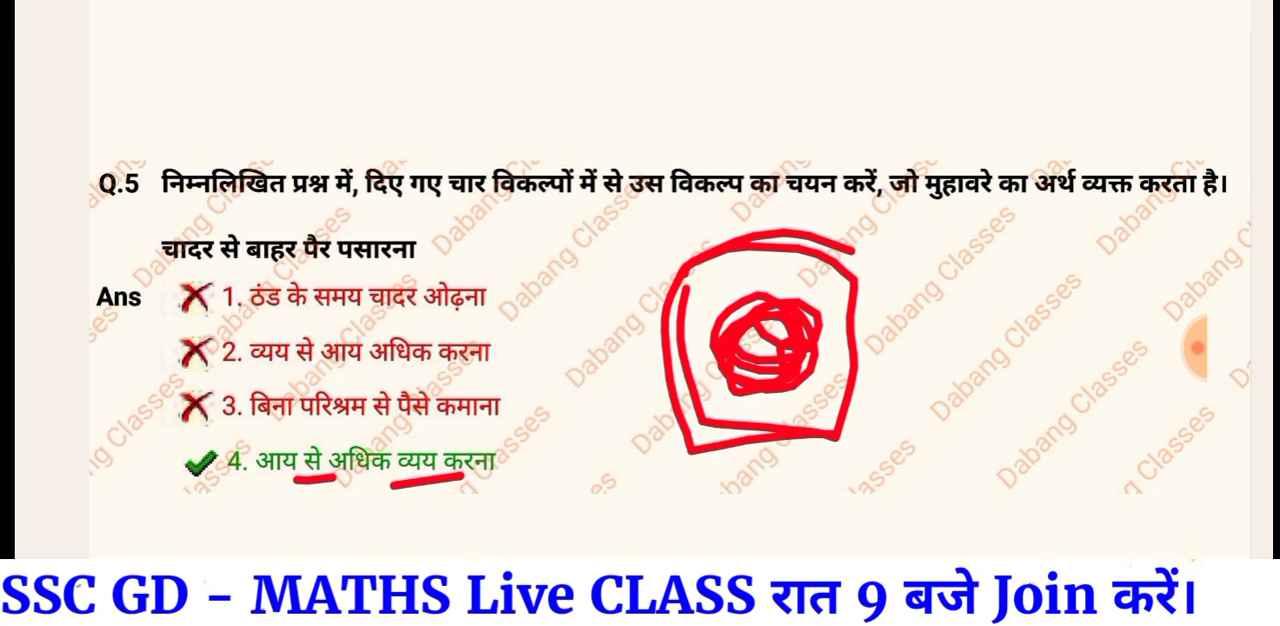 Q.5 निम्नलिखित प्रश्न में, दिए गए चार विकल्पों में से उस विकल्प का चयन करें, जो मुहावरे का अर्थ व्यक्त करता है।
चादर से बाहर पैर पसारना
Ans 1. ठंड के समय चादर ओढ़ना
2. व्यय से आय अधिक करना
3. बिना परिश्रम से पैसे कमाना
4. आय से अधिक व्यय करना
Dabang Classes
SSC GD - MATHS Live CLASS रात 9 बजे Join करें।